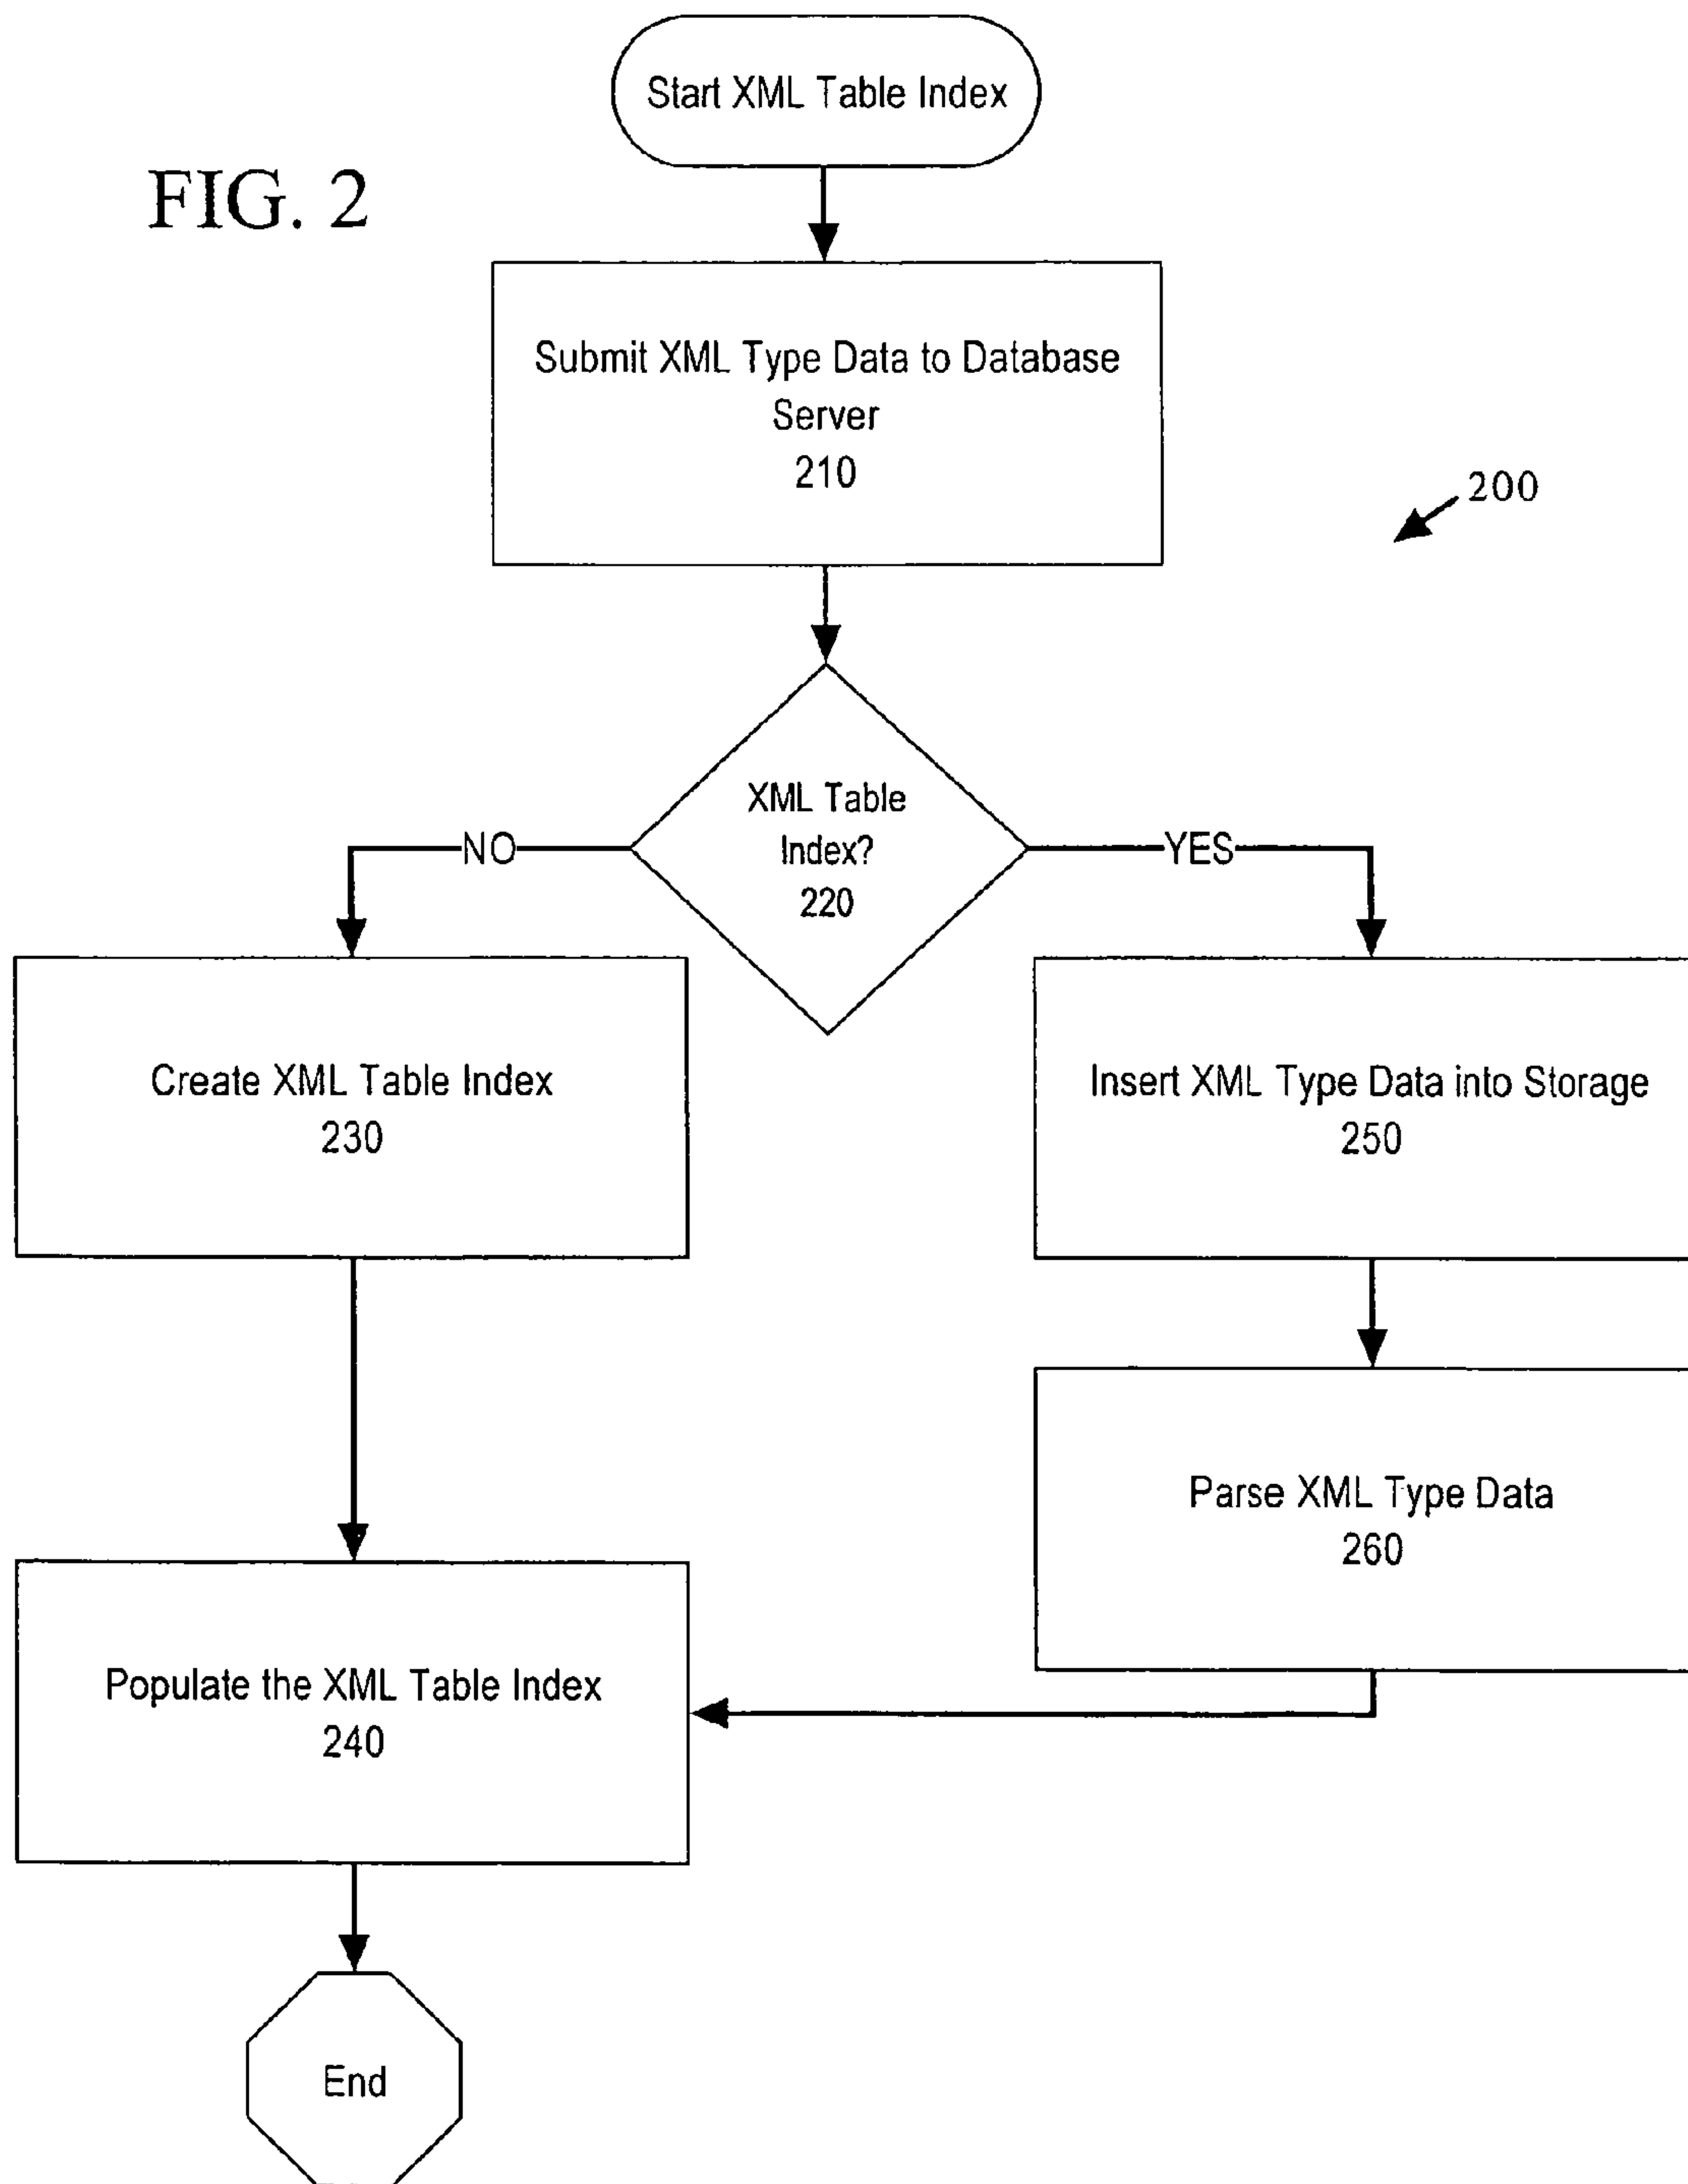 Start XML Table Index
FIG. 2
Submit XML Type Data to Database
Server
210
200
XML Table
Index?
220
NO
YES
Create XML Table Index
230
Insert XML Type Data into Storage
250
Parse XML Type Data
260
Populate the XML Table Index
240
End